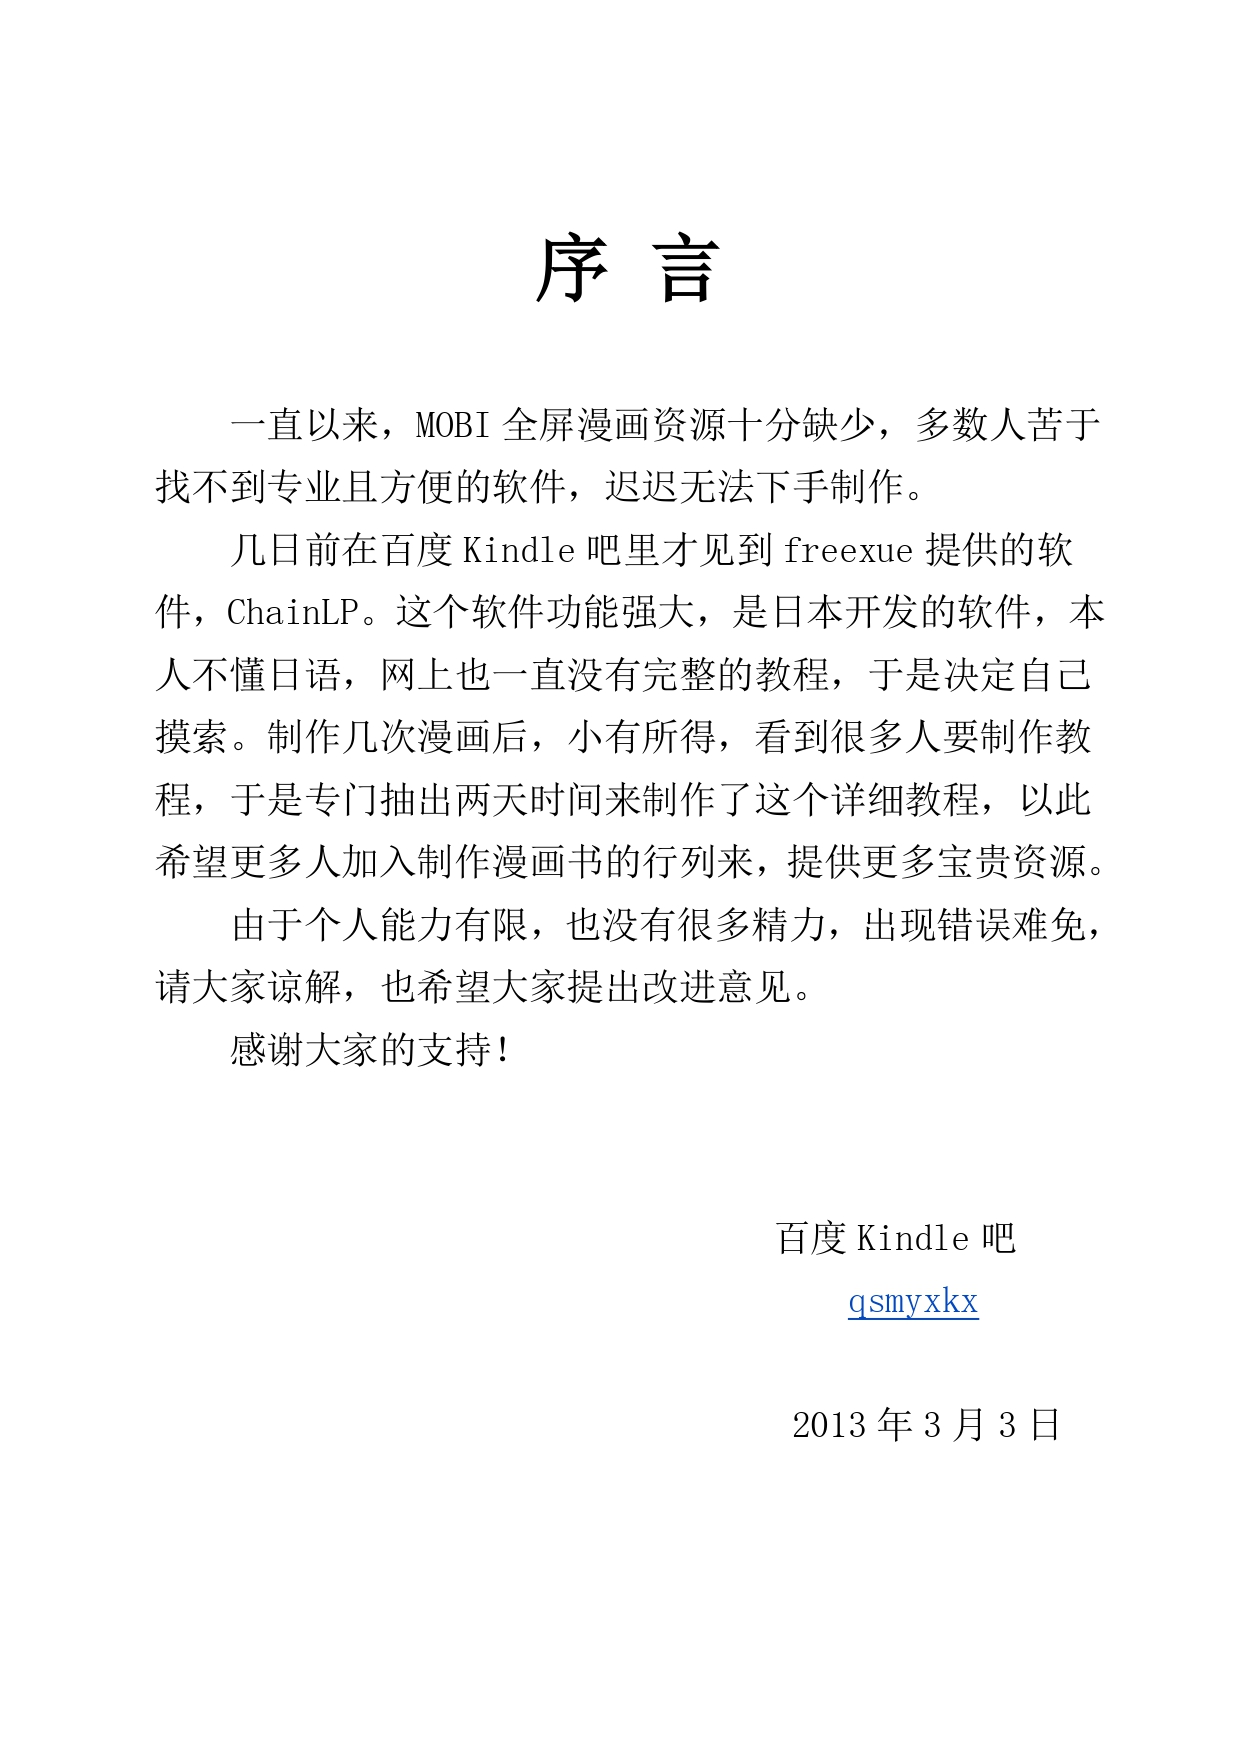 序 言
一直以来，MOBI 全屏漫画资源十分缺少，多数人苦于
找不到专业且方便的软件，迟迟无法下手制作。
几日前在百度 Kindle 吧里才见到 freexue 提供的软
件，ChainLP。这个软件功能强大，是日本开发的软件，本
人不懂日语，网上也一直没有完整的教程，于是决定自己
摸索。制作几次漫画后，小有所得，看到很多人要制作教
程，于是专门抽出两天时间来制作了这个详细教程，以此
希望更多人加入制作漫画书的行列来，提供更多宝贵资源。
由于个人能力有限，也没有很多精力，出现错误难免，
请大家谅解，也希望大家提出改进意见。
感谢大家的支持！
百度 Kindle 吧
qsmyxkx
2013 年 3 月 3 日